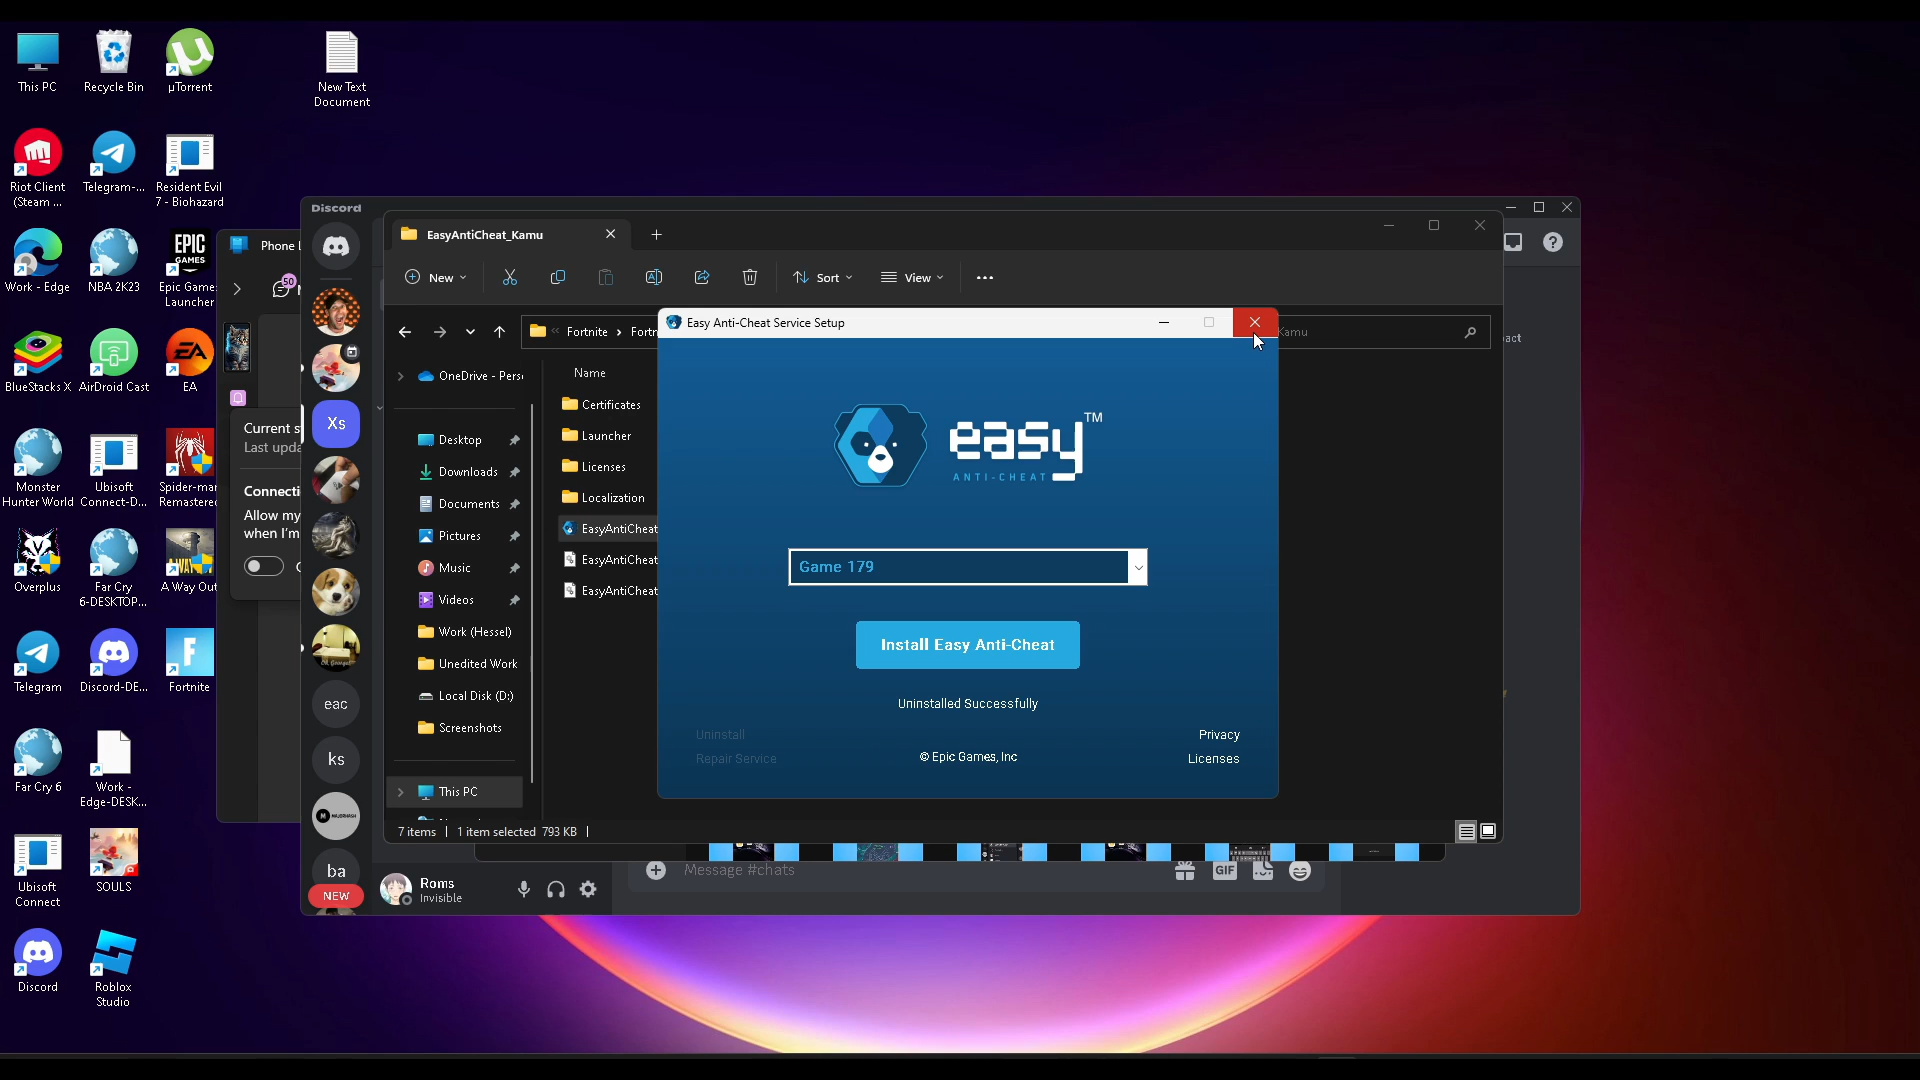 This PC
Recycle Bin
µTorrent
New Text
Document
Riot Client
(Steam ...
Telegram-...
Resident Evil
7 - Biohazard
Work - Edge
NBA 2K23
EPIC
GAMES
Epic Game
Launcher
BlueStacks X
AirDroid Cast
EA
EA
Monster
Hunter World
Ubisoft
Connect-D...
Spider-man
Remastered
Overplus
Far Cry
6-DESKTOP...
A Way Out
Telegram
Discord-DE...
Fortnite
Far Cry 6
Work -
Edge-DESK...
Ubisoft
Connect
SOULS
Discord
Roblox
Studio
Phone L
50
Current s
Last upda
Connecti
Allow my
when I'm
Discord
Xs
eac
ks
ba
NEW
Roms
Invisible
Message #chats
GIF
act
EasyAntiCheat_Kamu
New
Sort
View
Fortnite
Fortn
Kamu
OneDrive - Pers
Desktop
Downloads
Documents
Pictures
Music
Videos
Work (Hessel)
Unedited Work
Local Disk (D:)
Screenshots
This PC
Name
Certificates
Launcher
Licenses
Localization
EasyAntiCheat
EasyAntiCheat
EasyAntiCheat
7 items
1 item selected 793 KB
Easy Anti-Cheat Service Setup
easy™
ANTI-CHEAT
Game 179
Install Easy Anti-Cheat
Uninstalled Successfully
Uninstall
Repair Service
© Epic Games, Inc
Privacy
Licenses